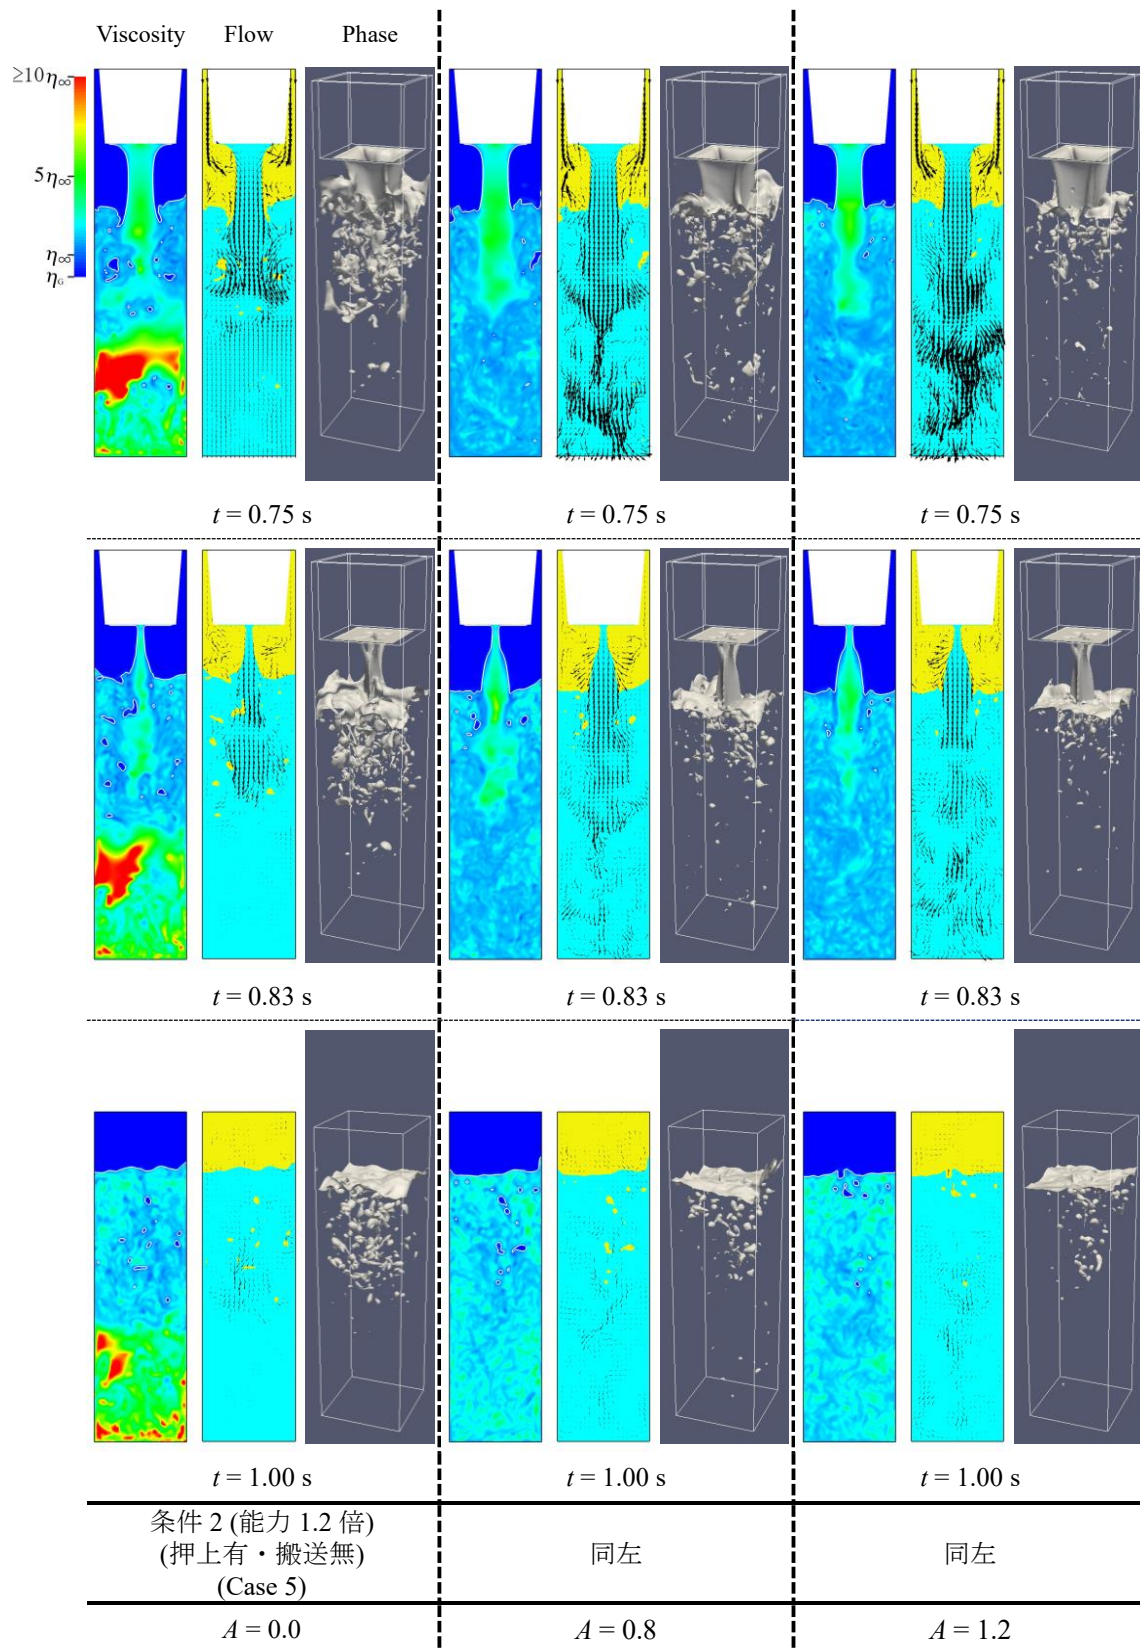 Viscosity Flow Phase
≥10η∞
5η∞
η∞
ηG
t = 0.75 s t = 0.75 s t = 0.75 s
t = 0.83 s t = 0.83 s t = 0.83 s
t = 1.00 s t = 1.00 s t = 1.00 s
条件 2 (能力 1.2 倍)
(押上有・搬送無) 同左 同左
(Case 5)
A = 0.0 A = 0.8 A = 1.2